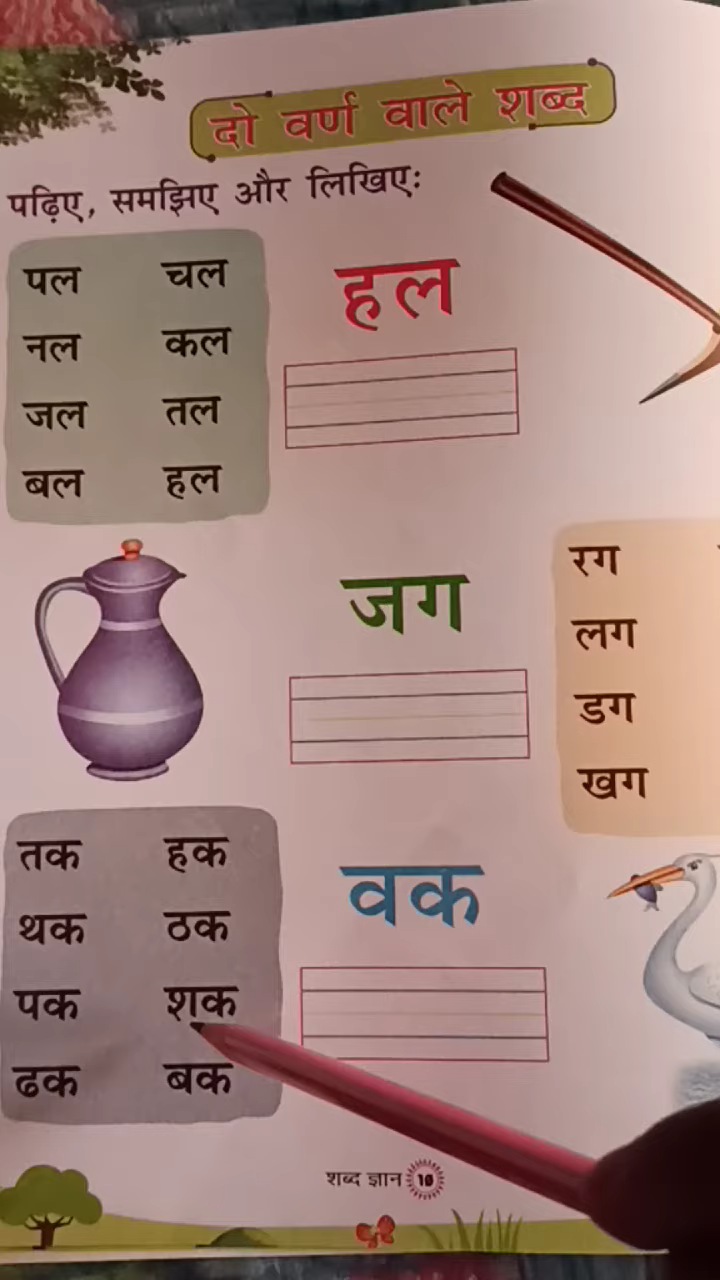 दो वर्ण वाले शब्द
पढ़िए, समझिए और लिखिएः
पल चल
नल कल
जल तल
बल हल
हल
जग
रग
लग
डग
खग
तक हक
थक ठक
पक शक
ढक बक
वक
शब्द ज्ञान 10